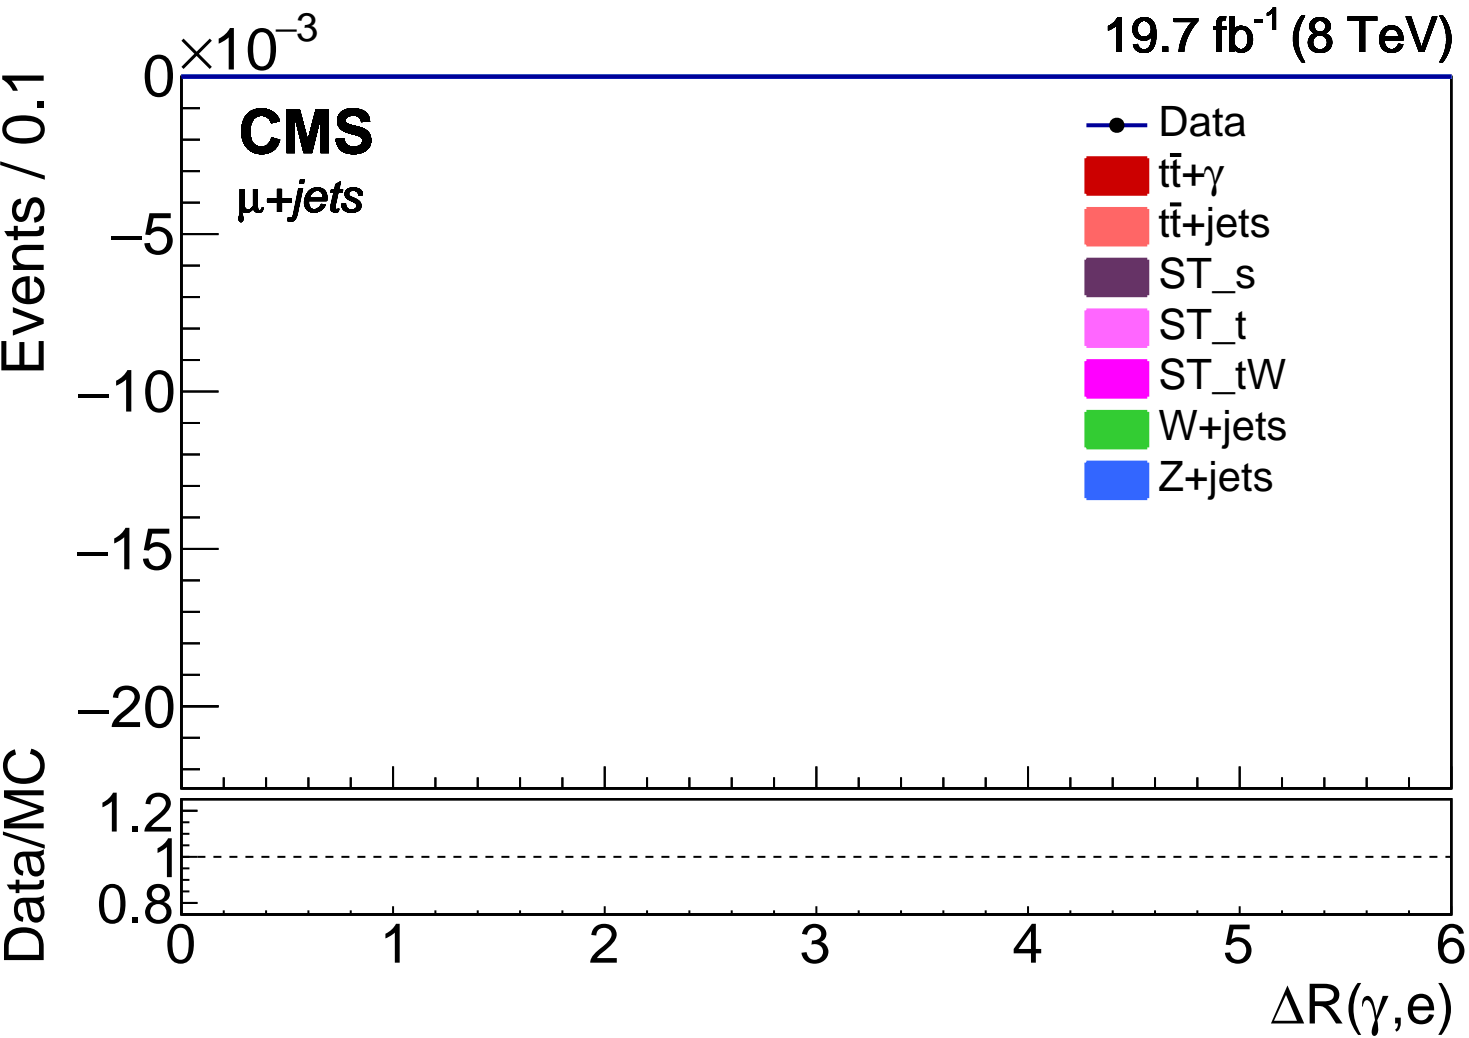 ×10⁻³
19.7 fb⁻¹ (8 TeV)
Events / 0.1
0
−5
−10
−15
−20
CMS
μ+jets
Data
tt̄+γ
tt̄+jets
ST_s
ST_t
ST_tW
W+jets
Z+jets
Data/MC
1.2
1
0.8
0 1 2 3 4 5 6
ΔR(γ,e)